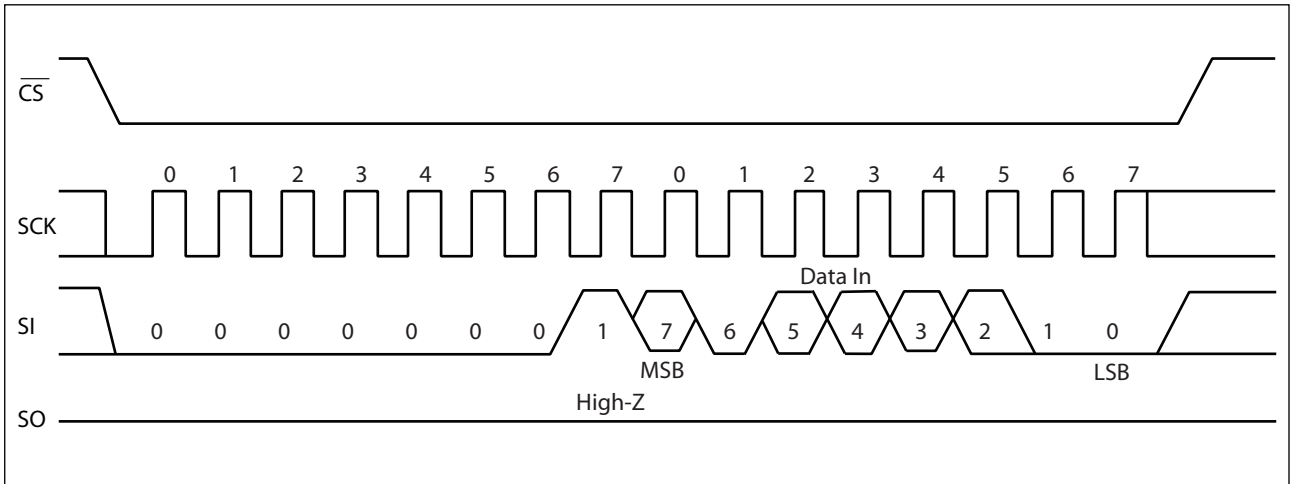 CS
0 1 2 3 4 5 6 7 0 1 2 3 4 5 6 7
SCK
Data In
SI 0 0 0 0 0 0 0 1 7 6 5 4 3 2 1 0
MSB LSB
High-Z
SO